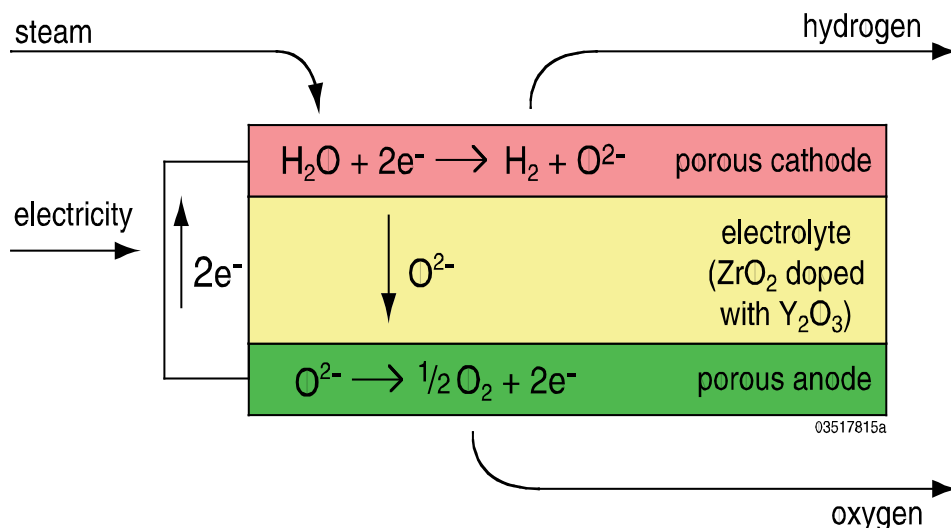 steam
hydrogen
H₂O + 2e⁻ → H₂ + O²⁻
porous cathode
electricity
2e⁻
O²⁻
electrolyte
(ZrO₂ doped
with Y₂O₃)
O²⁻ → 1/2 O₂ + 2e⁻
porous anode
03517815a
oxygen